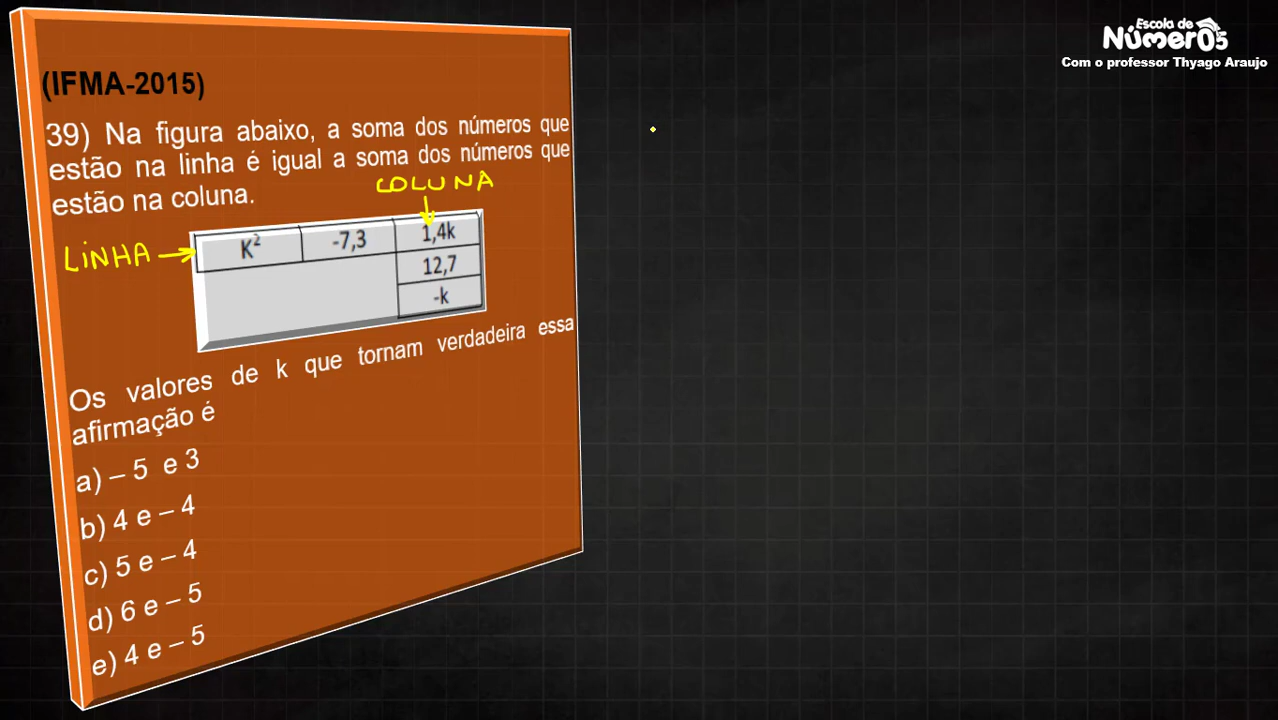 Escola de
Númer05
Com o professor Thyago Araujo
(IFMA-2015)
39) Na figura abaixo, a soma dos números que
estão na linha é igual a soma dos números que
estão na coluna.
COLUNA
LINHA
K² -7,3 1,4k
12,7
-k
Os valores de k que tornam verdadeira essa
afirmação é
a) – 5 e 3
b) 4 e – 4
c) 5 e – 4
d) 6 e – 5
e) 4 e – 5